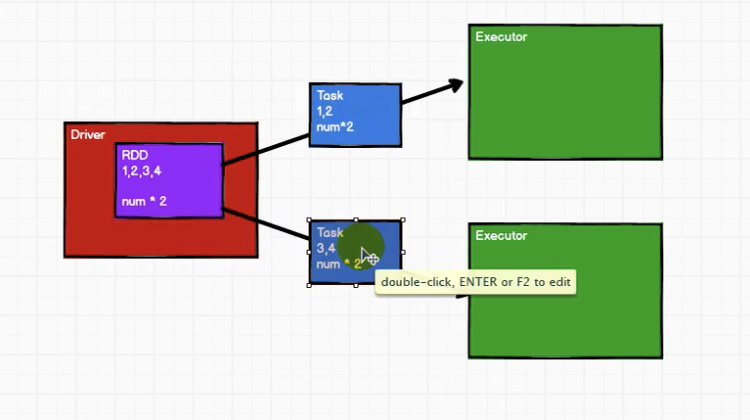 Executor
Task
1,2
num*2
Driver
RDD
1,2,3,4
num * 2
Task
3,4
num * 2
Executor
double-click, ENTER or F2 to edit